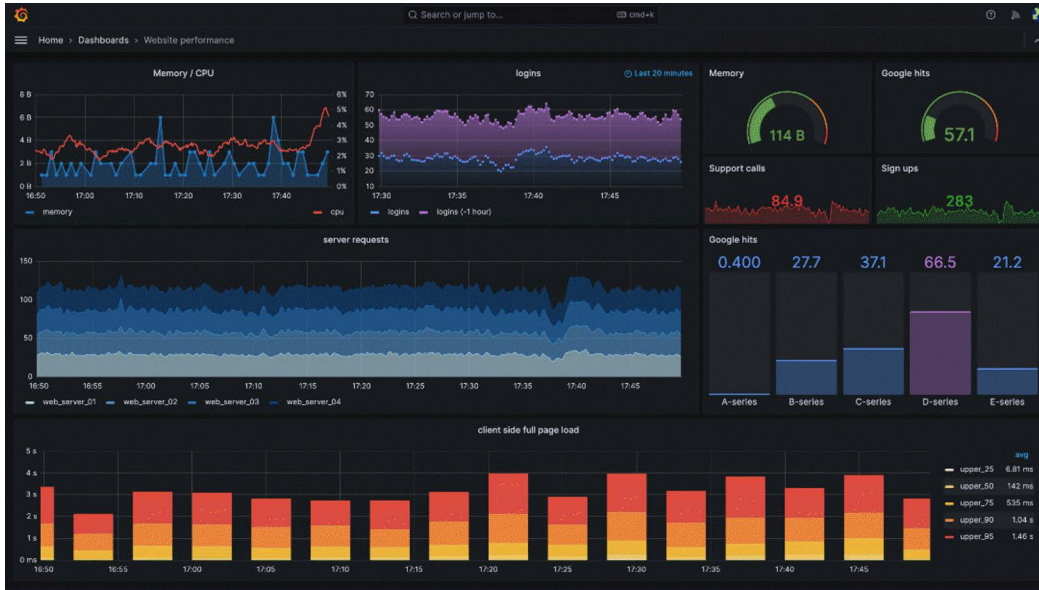 Search or jump to...
cmd+k
Home › Dashboards › Website performance
Memory / CPU
8 B
6 B
4 B
2 B
0 B
6%
5%
4%
3%
2%
1%
0%
16:50 17:00 17:10 17:20 17:30 17:40
memory
cpu
logins
Last 20 minutes
70
60
50
40
30
20
10
17:30 17:35 17:40 17:45
logins logins (-1 hour)
Memory
114 B
Google hits
57.1
Support calls
84.9
Sign ups
283
server requests
150
100
50
0
16:50 16:55 17:00 17:05 17:10 17:15 17:20 17:25 17:30 17:35 17:40 17:45
web_server_01 web_server_02 web_server_03 web_server_04
Google hits
0.400 27.7 37.1 66.5 21.2
A-series B-series C-series D-series E-series
client side full page load
5 s
4 s
3 s
2 s
1 s
0 ms
16:50 16:55 17:00 17:05 17:10 17:15 17:20 17:25 17:30 17:35 17:40 17:45
avg
upper_25 6.81 ms
upper_50 142 ms
upper_75 535 ms
upper_90 1.04 s
upper_95 1.46 s